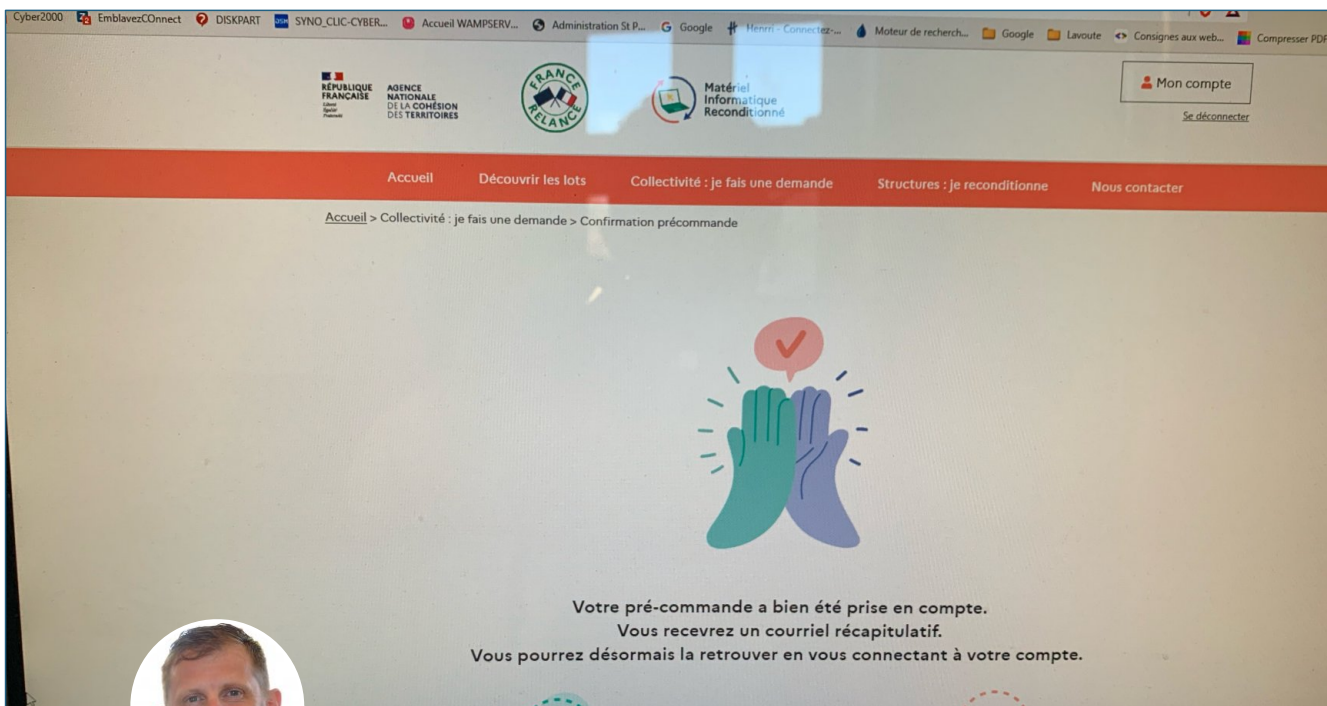 Cyber2000
EmblavezCOnnect
DISKPART
SYNO_CLIC-CYBER...
Accueil WAMPSERV...
Administration St P...
Google
Henrri - Connectez-...
Moteur de recherch...
Google
Lavoute
Consignes aux web...
Compresser PDF
RÉPUBLIQUE
FRANÇAISE
AGENCE
NATIONALE
DE LA COHÉSION
DES TERRITOIRES
FRANCE
RELANCE
Matériel
Informatique
Reconditionné
Mon compte
Se déconnecter
Accueil
Découvrir les lots
Collectivité : je fais une demande
Structures : je reconditionne
Nous contacter
Accueil > Collectivité : je fais une demande > Confirmation précommande
Votre pré-commande a bien été prise en compte.
Vous recevrez un courriel récapitulatif.
Vous pourrez désormais la retrouver en vous connectant à votre compte.